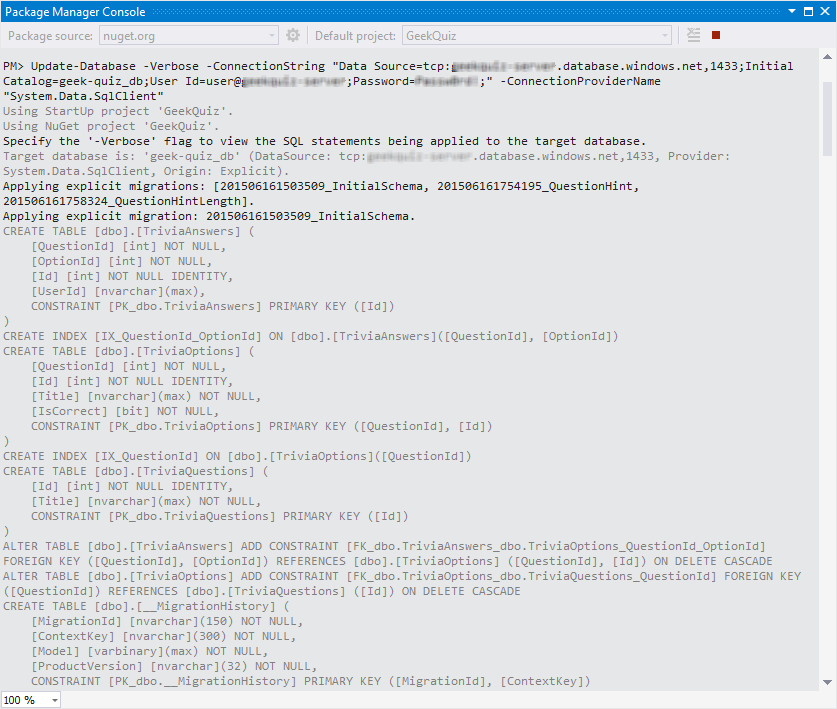 Package Manager Console
Package source: nuget.org Default project: GeekQuiz
PM> Update-Database -Verbose -ConnectionString "Data Source=tcp: .database.windows.net,1433;Initial
Catalog=geek-quiz_db;User Id=user@ ;Password= ;" -ConnectionProviderName
"System.Data.SqlClient"
Using StartUp project 'GeekQuiz'.
Using NuGet project 'GeekQuiz'.
Specify the '-Verbose' flag to view the SQL statements being applied to the target database.
Target database is: 'geek-quiz_db' (DataSource: tcp: .database.windows.net,1433, Provider:
System.Data.SqlClient, Origin: Explicit).
Applying explicit migrations: [201506161503509_InitialSchema, 201506161754195_QuestionHint,
201506161758324_QuestionHintLength].
Applying explicit migration: 201506161503509_InitialSchema.
CREATE TABLE [dbo].[TriviaAnswers] (
    [QuestionId] [int] NOT NULL,
    [OptionId] [int] NOT NULL,
    [Id] [int] NOT NULL IDENTITY,
    [UserId] [nvarchar](max),
    CONSTRAINT [PK_dbo.TriviaAnswers] PRIMARY KEY ([Id])
)
CREATE INDEX [IX_QuestionId_OptionId] ON [dbo].[TriviaAnswers]([QuestionId], [OptionId])
CREATE TABLE [dbo].[TriviaOptions] (
    [QuestionId] [int] NOT NULL,
    [Id] [int] NOT NULL IDENTITY,
    [Title] [nvarchar](max) NOT NULL,
    [IsCorrect] [bit] NOT NULL,
    CONSTRAINT [PK_dbo.TriviaOptions] PRIMARY KEY ([QuestionId], [Id])
)
CREATE INDEX [IX_QuestionId] ON [dbo].[TriviaOptions]([QuestionId])
CREATE TABLE [dbo].[TriviaQuestions] (
    [Id] [int] NOT NULL IDENTITY,
    [Title] [nvarchar](max) NOT NULL,
    CONSTRAINT [PK_dbo.TriviaQuestions] PRIMARY KEY ([Id])
)
ALTER TABLE [dbo].[TriviaAnswers] ADD CONSTRAINT [FK_dbo.TriviaAnswers_dbo.TriviaOptions_QuestionId_OptionId]
FOREIGN KEY ([QuestionId], [OptionId]) REFERENCES [dbo].[TriviaOptions] ([QuestionId], [Id]) ON DELETE CASCADE
ALTER TABLE [dbo].[TriviaOptions] ADD CONSTRAINT [FK_dbo.TriviaOptions_dbo.TriviaQuestions_QuestionId] FOREIGN KEY
([QuestionId]) REFERENCES [dbo].[TriviaQuestions] ([Id]) ON DELETE CASCADE
CREATE TABLE [dbo].[__MigrationHistory] (
    [MigrationId] [nvarchar](150) NOT NULL,
    [ContextKey] [nvarchar](300) NOT NULL,
    [Model] [varbinary](max) NOT NULL,
    [ProductVersion] [nvarchar](32) NOT NULL,
    CONSTRAINT [PK_dbo.__MigrationHistory] PRIMARY KEY ([MigrationId], [ContextKey])
100 %